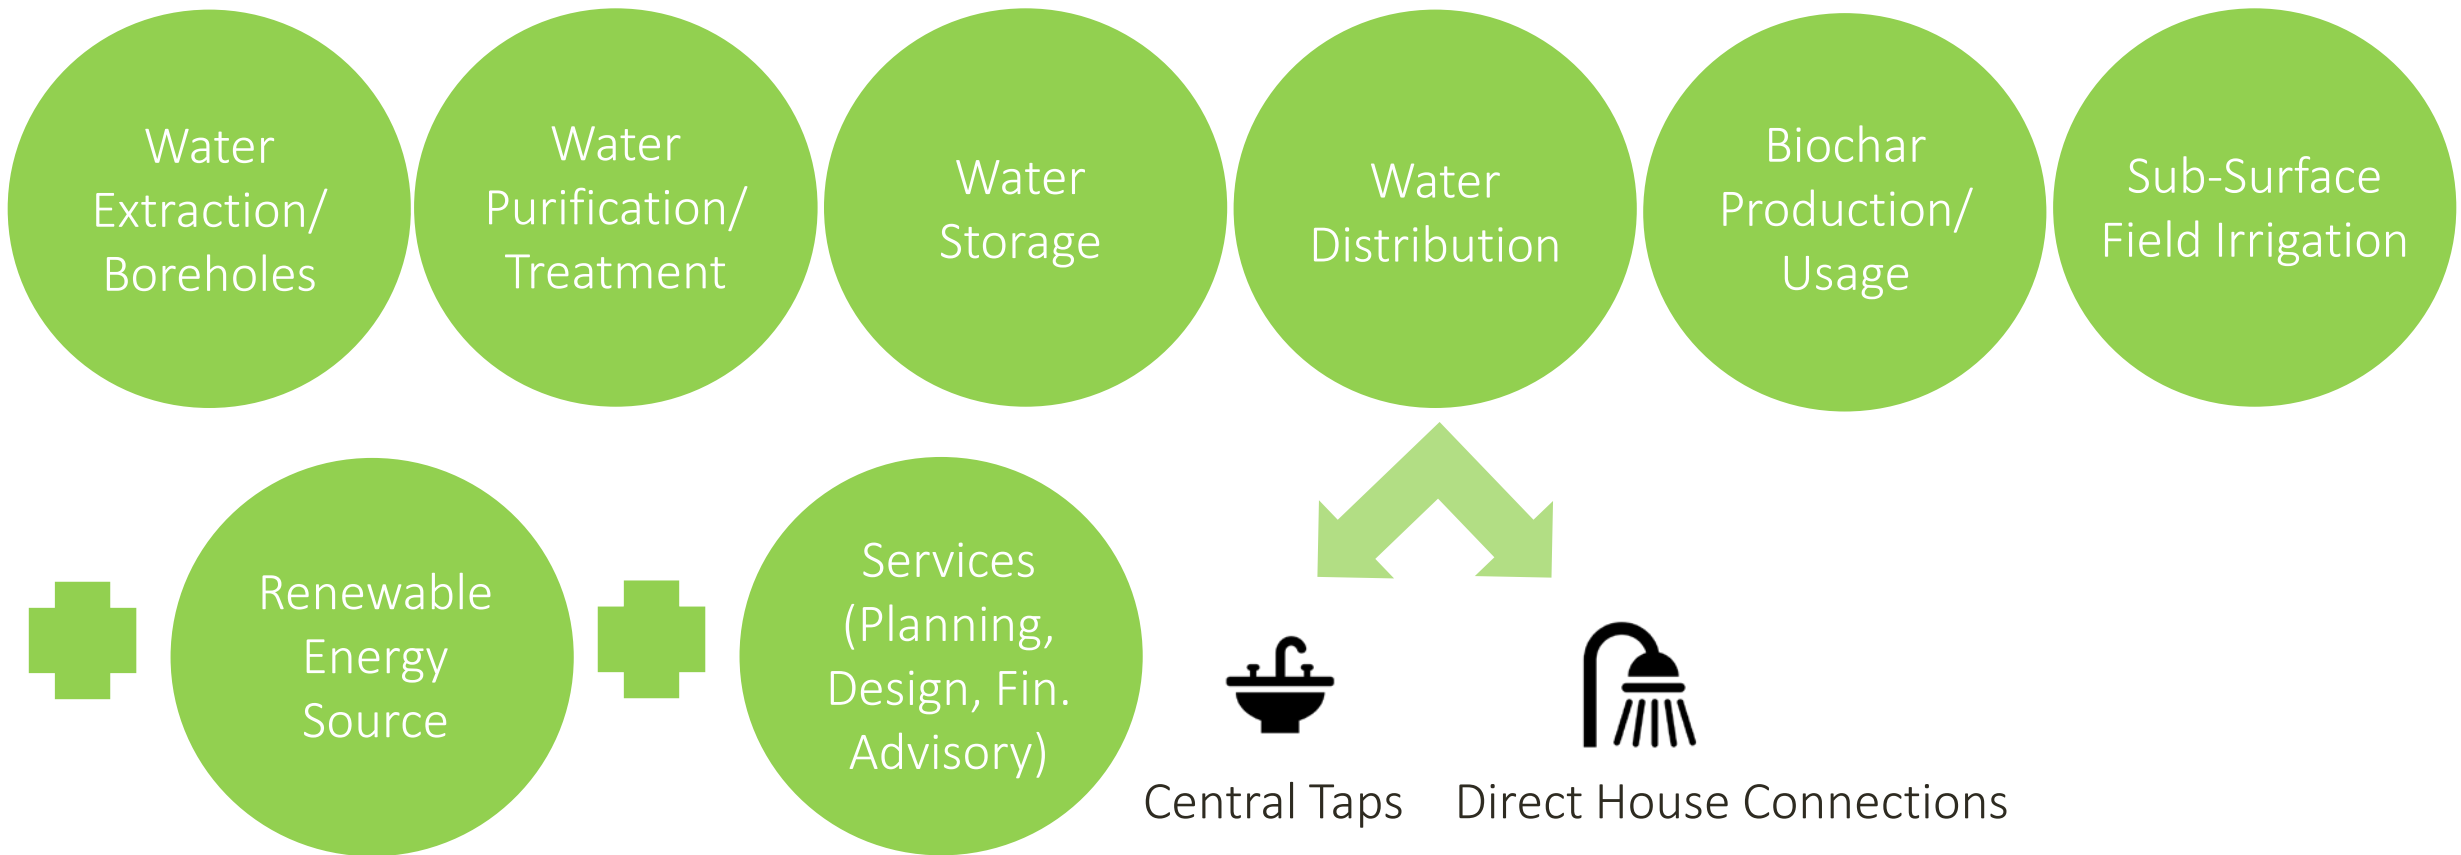 Water
Extraction/
Boreholes
Water
Purification/
Treatment
Water
Storage
Water
Distribution
Biochar
Production/
Usage
Sub-Surface
Field Irrigation
Renewable
Energy
Source
Services
(Planning,
Design, Fin.
Advisory)
Central Taps
Direct House Connections